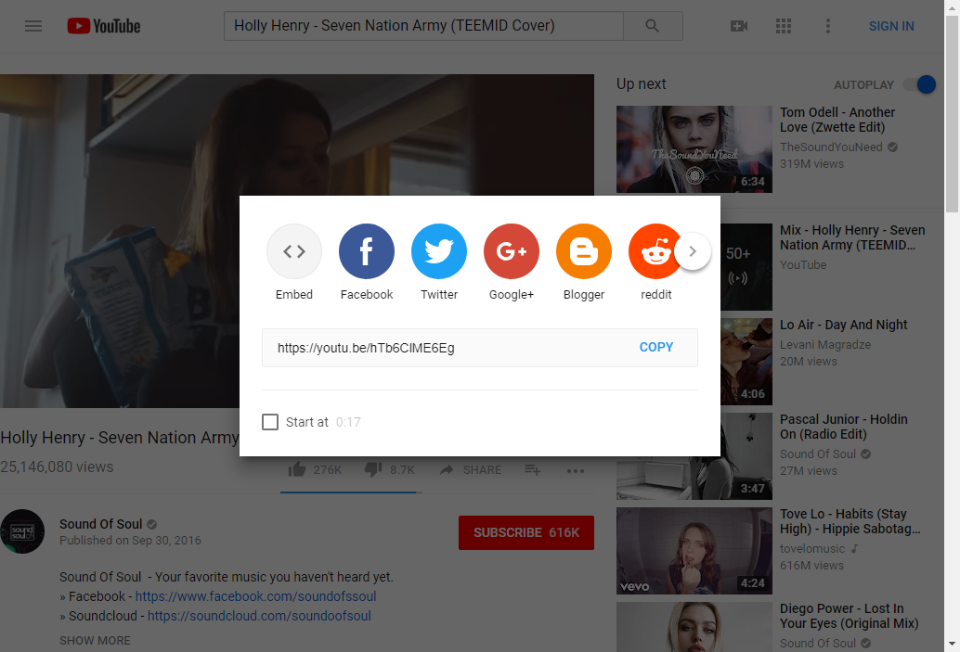 YouTube
Holly Henry - Seven Nation Army (TEEMID Cover)
SIGN IN
Up next
AUTOPLAY
TheSoundYouNeed
6:34
Tom Odell - Another
Love (Zwette Edit)
TheSoundYouNeed
319M views
50+
Mix - Holly Henry - Seven
Nation Army (TEEMID...
YouTube
Embed
Facebook
Twitter
G+
Google+
Blogger
reddit
https://youtu.be/hTb6ClME6Eg
COPY
Start at 0:17
4:06
Lo Air - Day And Night
Levani Magradze
20M views
3:47
Pascal Junior - Holdin
On (Radio Edit)
Sound Of Soul
27M views
Holly Henry - Seven Nation Army
25,146,080 views
276K
8.7K
SHARE
sound
soul
Sound Of Soul
Published on Sep 30, 2016
SUBSCRIBE 616K
Sound Of Soul - Your favorite music you haven't heard yet.
» Facebook - https://www.facebook.com/soundofssoul
» Soundcloud - https://soundcloud.com/soundoofsoul
SHOW MORE
vevo
4:24
Tove Lo - Habits (Stay
High) - Hippie Sabotag...
tovelomusic
616M views
Diego Power - Lost In
Your Eyes (Original Mix)
Sound Of Soul